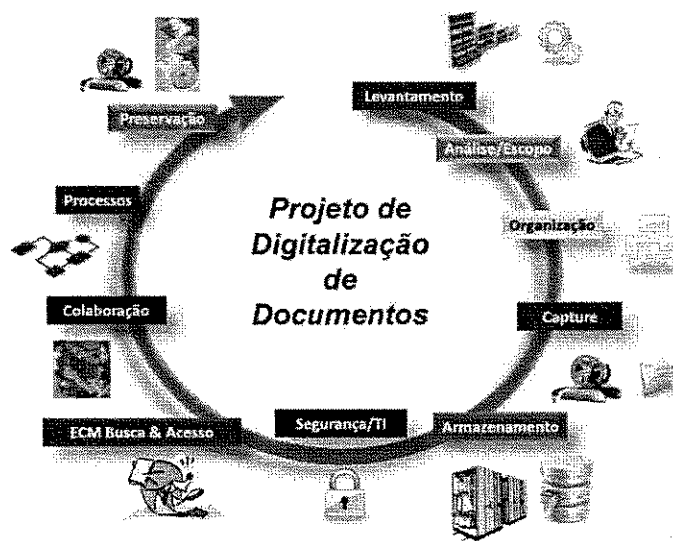 Projeto de
Digitalização
de
Documentos
Levantamento
Análise/Escopo
Organização
Capture
Armazenamento
Segurança/TI
ECM Busca & Acesso
Colaboração
Processos
Preservação